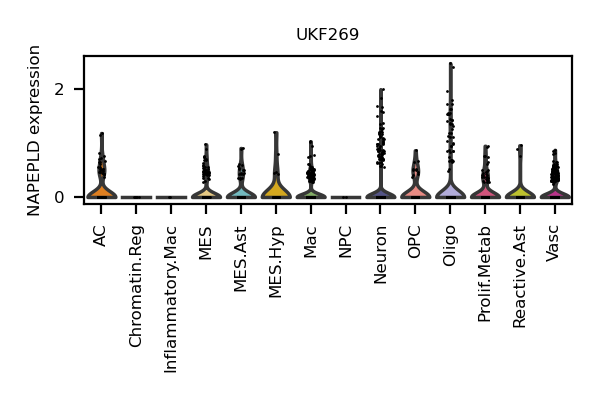 UKF269
NAPEPLD expression
2
0
AC
Chromatin.Reg
Inflammatory.Mac
MES
MES.Ast
MES.Hyp
Mac
NPC
Neuron
OPC
Oligo
Prolif.Metab
Reactive.Ast
Vasc